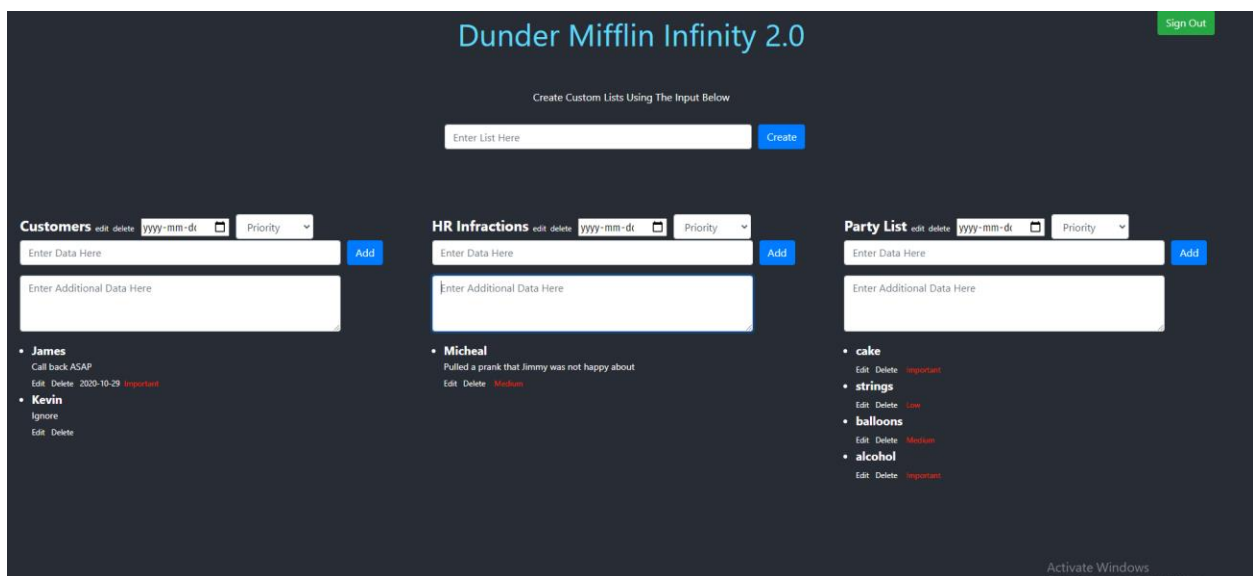 Dunder Mifflin Infinity 2.0
Sign Out
Create Custom Lists Using The Input Below
Enter List Here
Create
Customers edit delete yyyy-mm-dd Priority
Enter Data Here
Add
Enter Additional Data Here
James
Call back ASAP
Edit Delete 2020-10-29 Important
Kevin
Ignore
Edit Delete
HR Infractions edit delete yyyy-mm-dd Priority
Enter Data Here
Add
Enter Additional Data Here
Micheal
Pulled a prank that Jimmy was not happy about
Edit Delete Medium
Party List edit delete yyyy-mm-dd Priority
Enter Data Here
Add
Enter Additional Data Here
cake
Edit Delete Important
strings
Edit Delete Low
balloons
Edit Delete Medium
alcohol
Edit Delete Important
Activate Windows